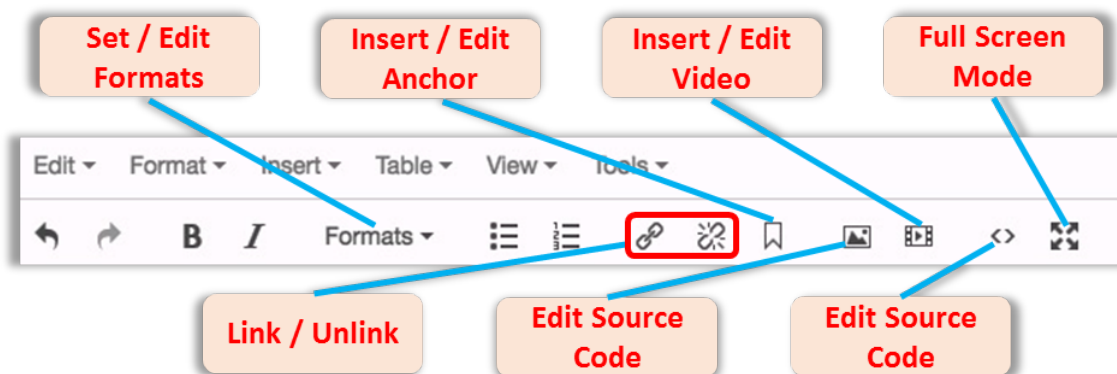 Set / Edit
Formats
Insert / Edit
Anchor
Insert / Edit
Video
Full Screen
Mode
Edit Format Insert Table View Tools
B I Formats
Link / Unlink
Edit Source
Code
Edit Source
Code